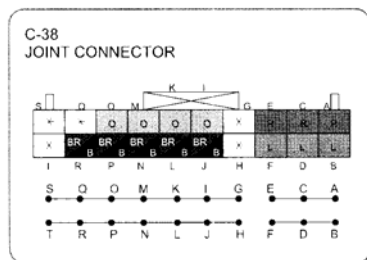 C-38
JOINT CONNECTOR
K I
S Q O M G E C A
O O O O R R R
BR B BR B BR B BR B BR B L L L
I R P N L J H F D B
S Q O M K I G E C A
T R P N L J H F D B